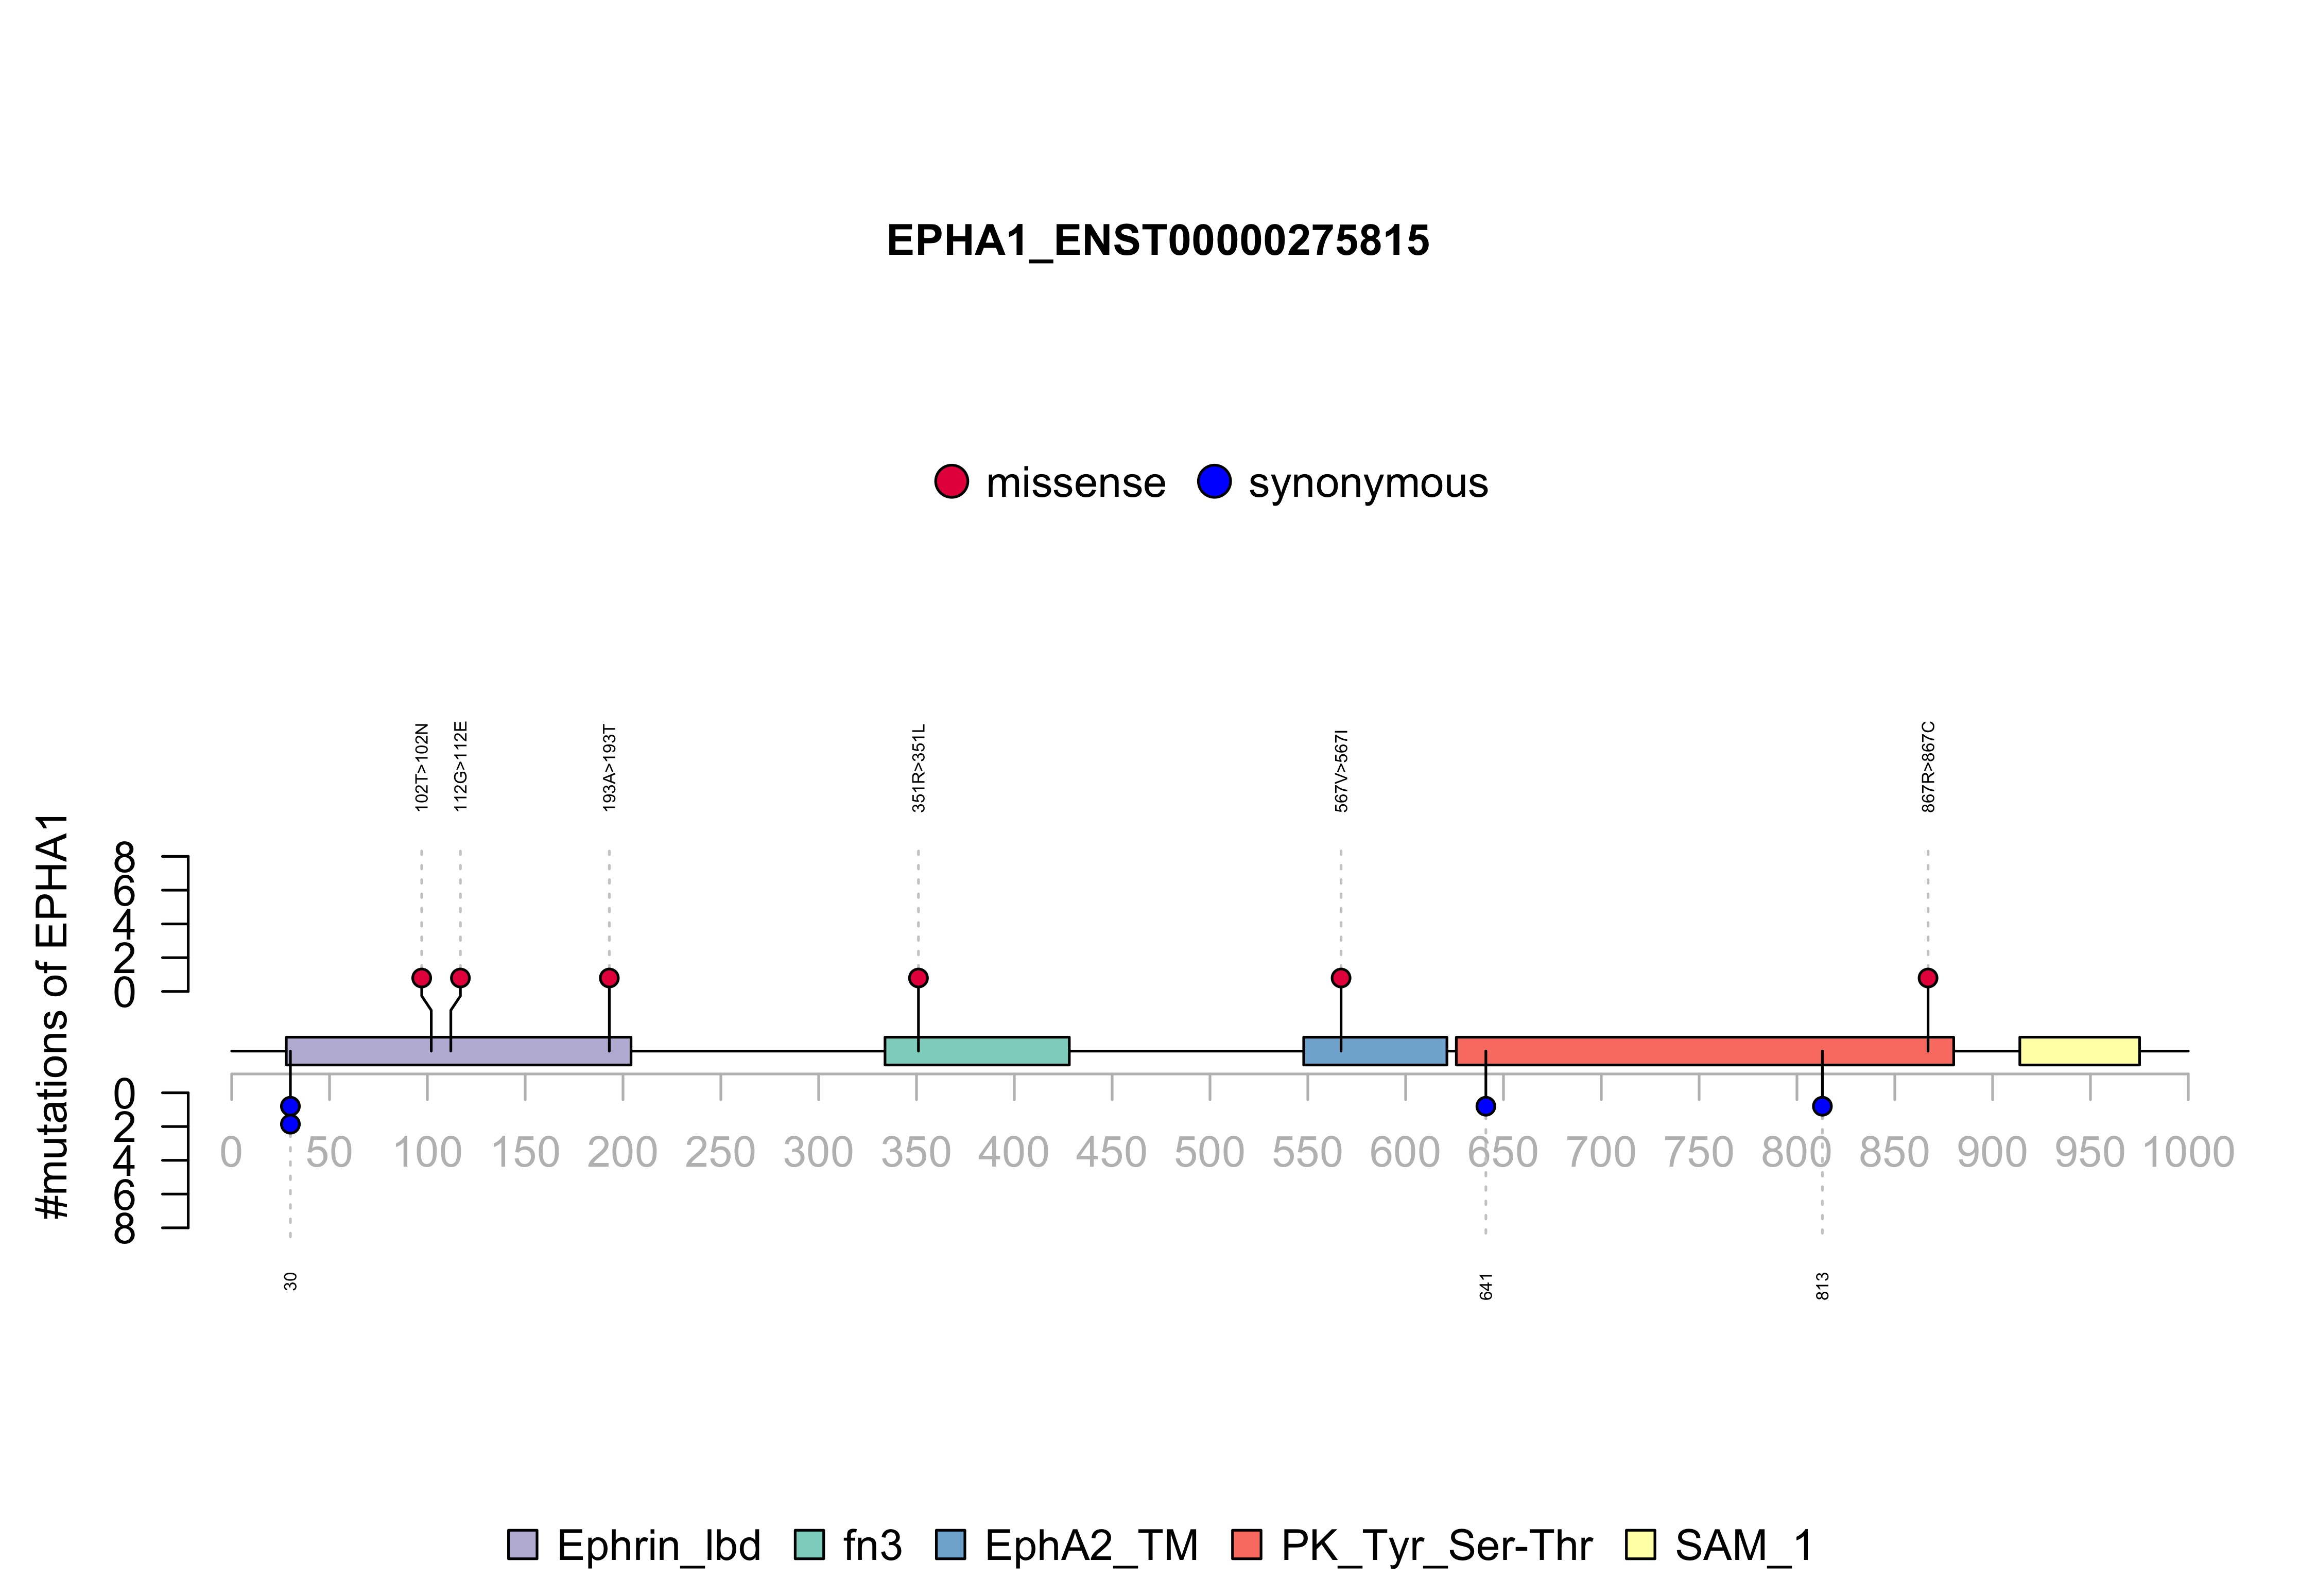 EPHA1_ENST00000275815
missense synonymous
102T>102N
112G>112E
193A>193T
351R>351L
567V>567I
867R>867C
#mutations of EPHA1
8
6
4
2
0
0
2
4
6
8
0 50 100 150 200 250 300 350 400 450 500 550 600 650 700 750 800 850 900 950 1000
30
641
813
Ephrin_lbd fn3 EphA2_TM PK_Tyr_Ser-Thr SAM_1